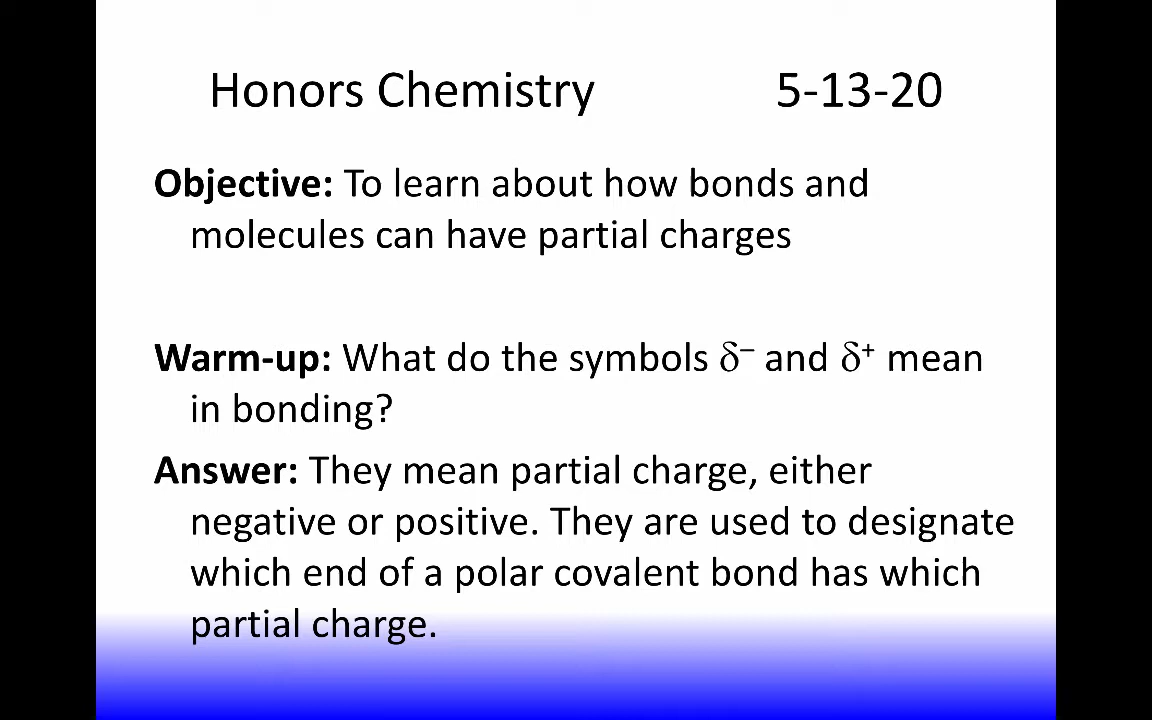 Honors Chemistry 5-13-20
Objective: To learn about how bonds and
molecules can have partial charges
Warm-up: What do the symbols δ⁻ and δ⁺ mean
in bonding?
Answer: They mean partial charge, either
negative or positive. They are used to designate
which end of a polar covalent bond has which
partial charge.